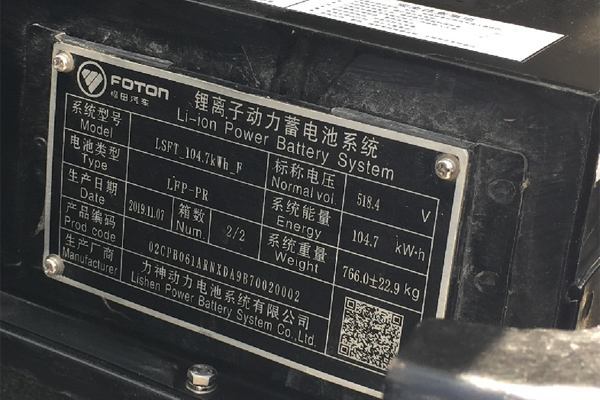 FOTON
福田汽车
锂离子动力蓄电池系统
Li-ion Power Battery System
系统型号 Model LSFT_104.7kWh_F 标称电压 Normal vol. 518.4 V
电池类型 Type LFP-PR 系统能量 Energy 104.7 kW·h
生产日期 Date 2019.11.07 箱数 Num 2/2 系统重量 Weight 766.0±22.9 kg
产品编码 Prod code 02CPB061ARNXDA9B70020002
生产厂商 Manufacturer 力神动力电池系统有限公司
Lishen Power Battery System Co.,Ltd.